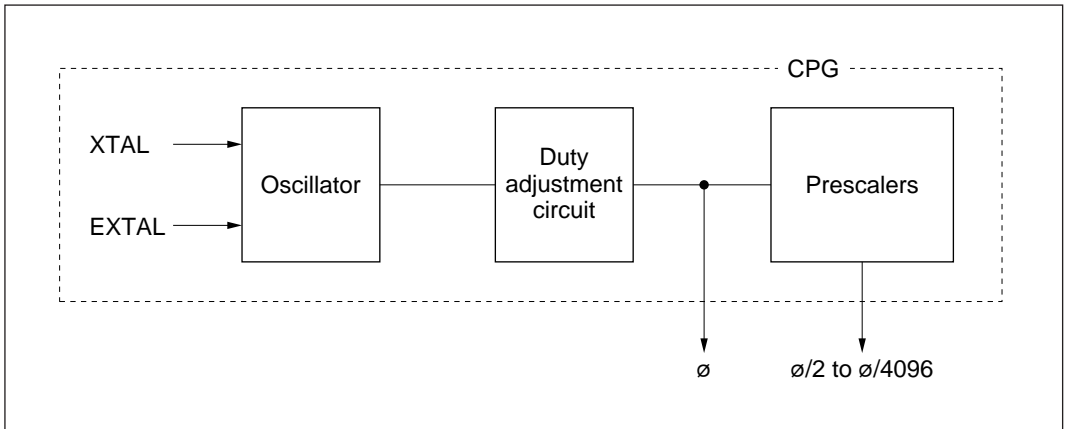 CPG
XTAL
EXTAL
Oscillator
Duty
adjustment
circuit
Prescalers
ø
ø/2 to ø/4096